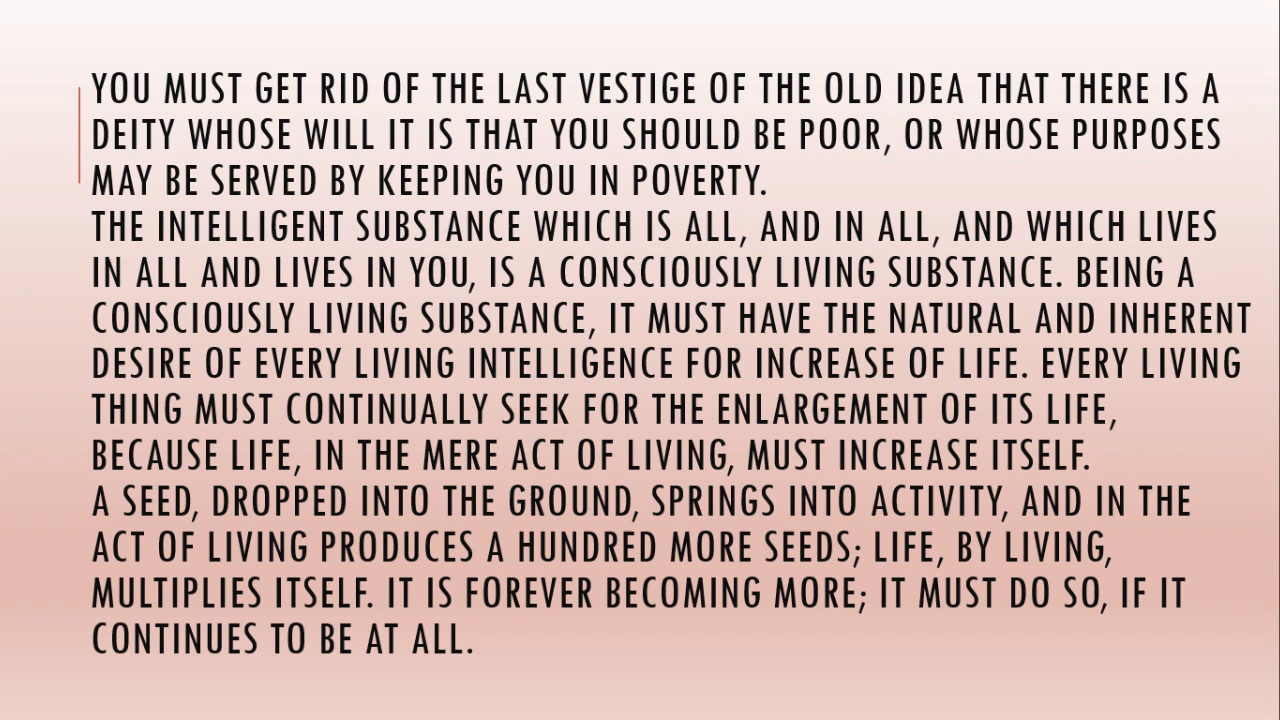 YOU MUST GET RID OF THE LAST VESTIGE OF THE OLD IDEA THAT THERE IS A
DEITY WHOSE WILL IT IS THAT YOU SHOULD BE POOR, OR WHOSE PURPOSES
MAY BE SERVED BY KEEPING YOU IN POVERTY.
THE INTELLIGENT SUBSTANCE WHICH IS ALL, AND IN ALL, AND WHICH LIVES
IN ALL AND LIVES IN YOU, IS A CONSCIOUSLY LIVING SUBSTANCE. BEING A
CONSCIOUSLY LIVING SUBSTANCE, IT MUST HAVE THE NATURAL AND INHERENT
DESIRE OF EVERY LIVING INTELLIGENCE FOR INCREASE OF LIFE. EVERY LIVING
THING MUST CONTINUALLY SEEK FOR THE ENLARGEMENT OF ITS LIFE,
BECAUSE LIFE, IN THE MERE ACT OF LIVING, MUST INCREASE ITSELF.
A SEED, DROPPED INTO THE GROUND, SPRINGS INTO ACTIVITY, AND IN THE
ACT OF LIVING PRODUCES A HUNDRED MORE SEEDS; LIFE, BY LIVING,
MULTIPLIES ITSELF. IT IS FOREVER BECOMING MORE; IT MUST DO SO, IF IT
CONTINUES TO BE AT ALL.